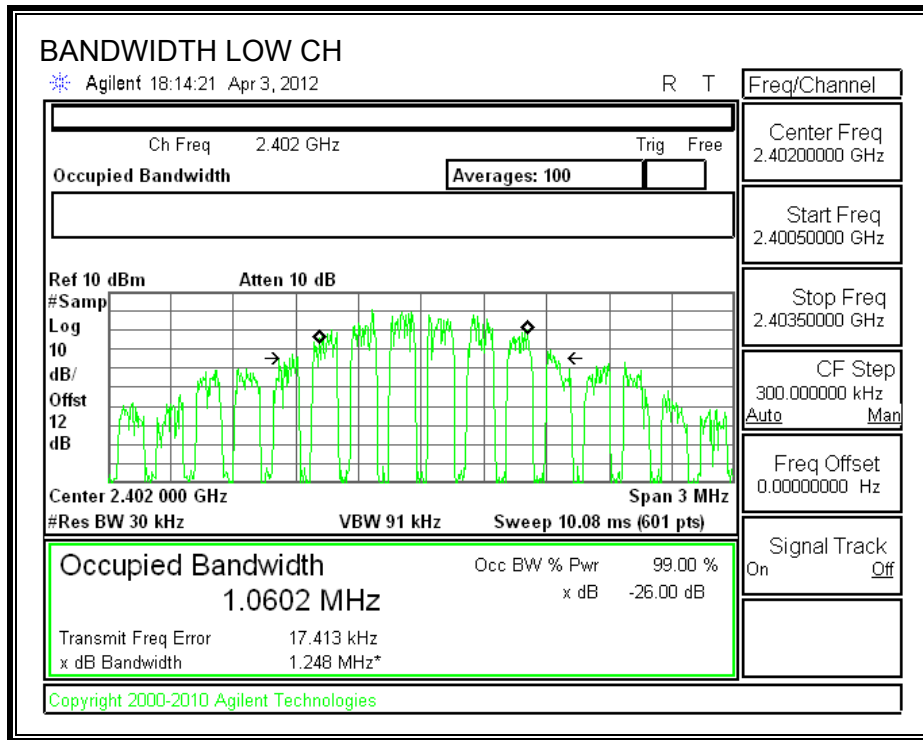 BANDWIDTH LOW CH
Agilent 18:14:21 Apr 3, 2012 R T
Ch Freq 2.402 GHz Trig Free
Occupied Bandwidth Averages: 100
Ref 10 dBm Atten 10 dB
#Samp
Log
10
dB/
Offst
12
dB
Center 2.402 000 GHz Span 3 MHz
#Res BW 30 kHz VBW 91 kHz Sweep 10.08 ms (601 pts)
Occupied Bandwidth Occ BW % Pwr 99.00 %
1.0602 MHz x dB -26.00 dB
Transmit Freq Error 17.413 kHz
x dB Bandwidth 1.248 MHz*
Copyright 2000-2010 Agilent Technologies
Freq/Channel
Center Freq
2.40200000 GHz
Start Freq
2.40050000 GHz
Stop Freq
2.40350000 GHz
CF Step
300.000000 kHz
Auto Man
Freq Offset
0.00000000 Hz
Signal Track
On Off